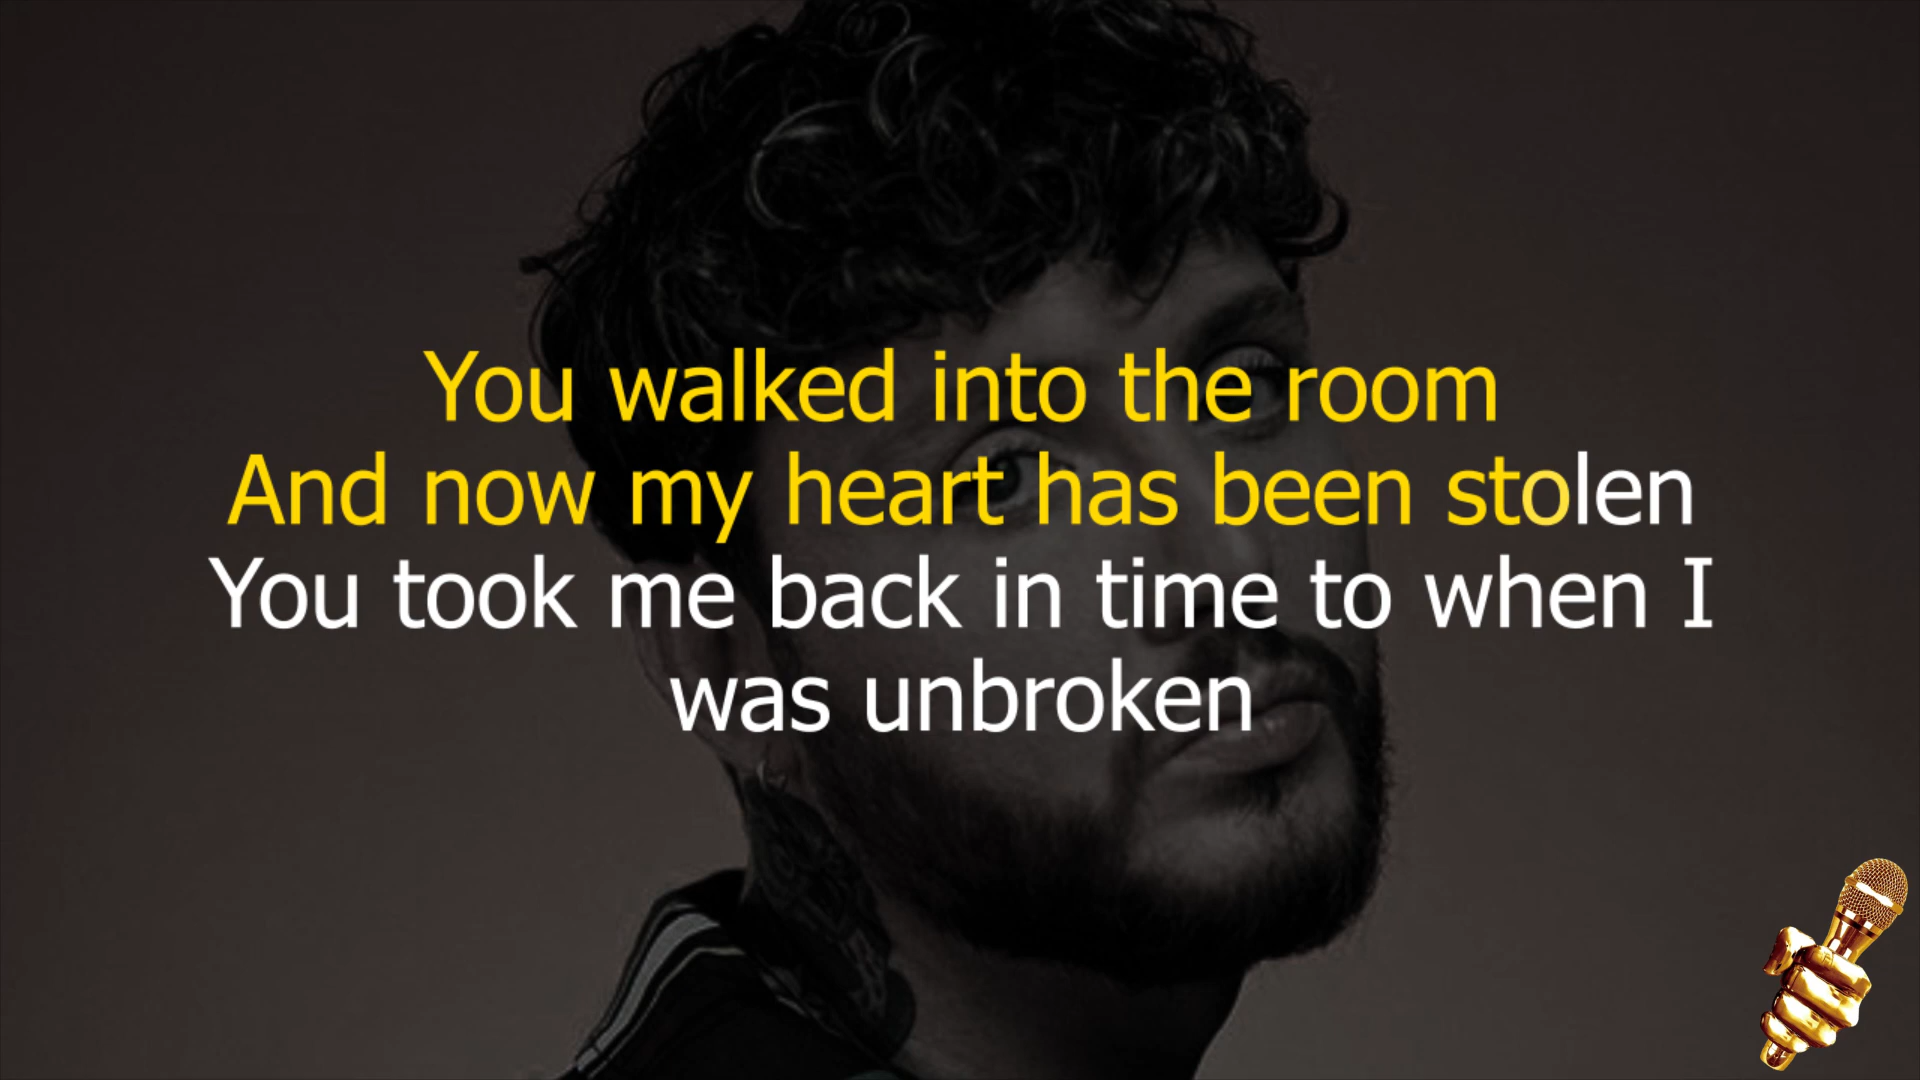 You walked into the room
And now my heart has been stolen
You took me back in time to when I
was unbroken